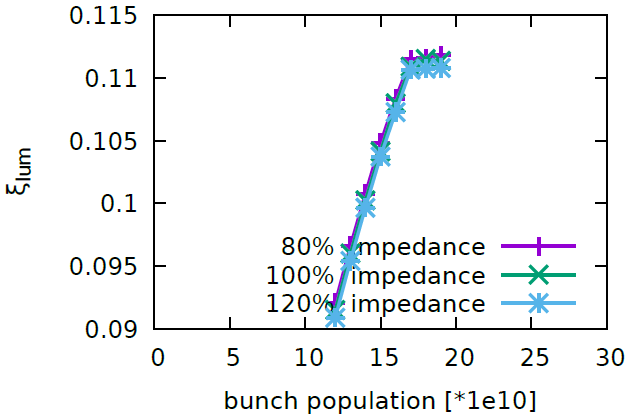 0.115
0.11
0.105
0.1
0.095
0.09
ξlum
80% impedance
100% impedance
120% impedance
0 5 10 15 20 25 30
bunch population [*1e10]